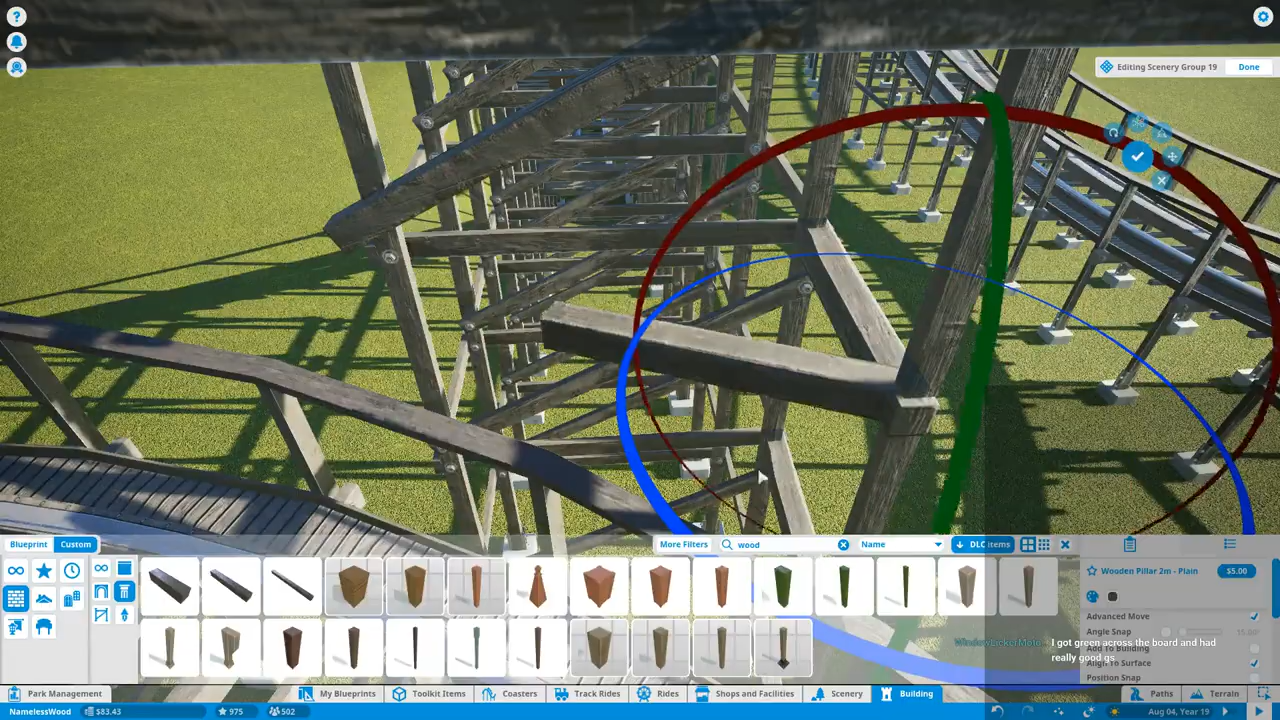 ?
Editing Scenery Group 19
Done
Blueprint
Custom
More Filters
wood
Name
DLC Items
Wooden Pillar 2m - Plain
$5.00
Advanced Move
Angle Snap
Add To Building
Align To Surface
Position Snap
I got green across the board and had
really good gs
Park Management
My Blueprints
Toolkit Items
Coasters
Track Rides
Rides
Shops and Facilities
Scenery
Building
Paths
Terrain
NamelessWood
$83.43
975
502
Aug 04, Year 19